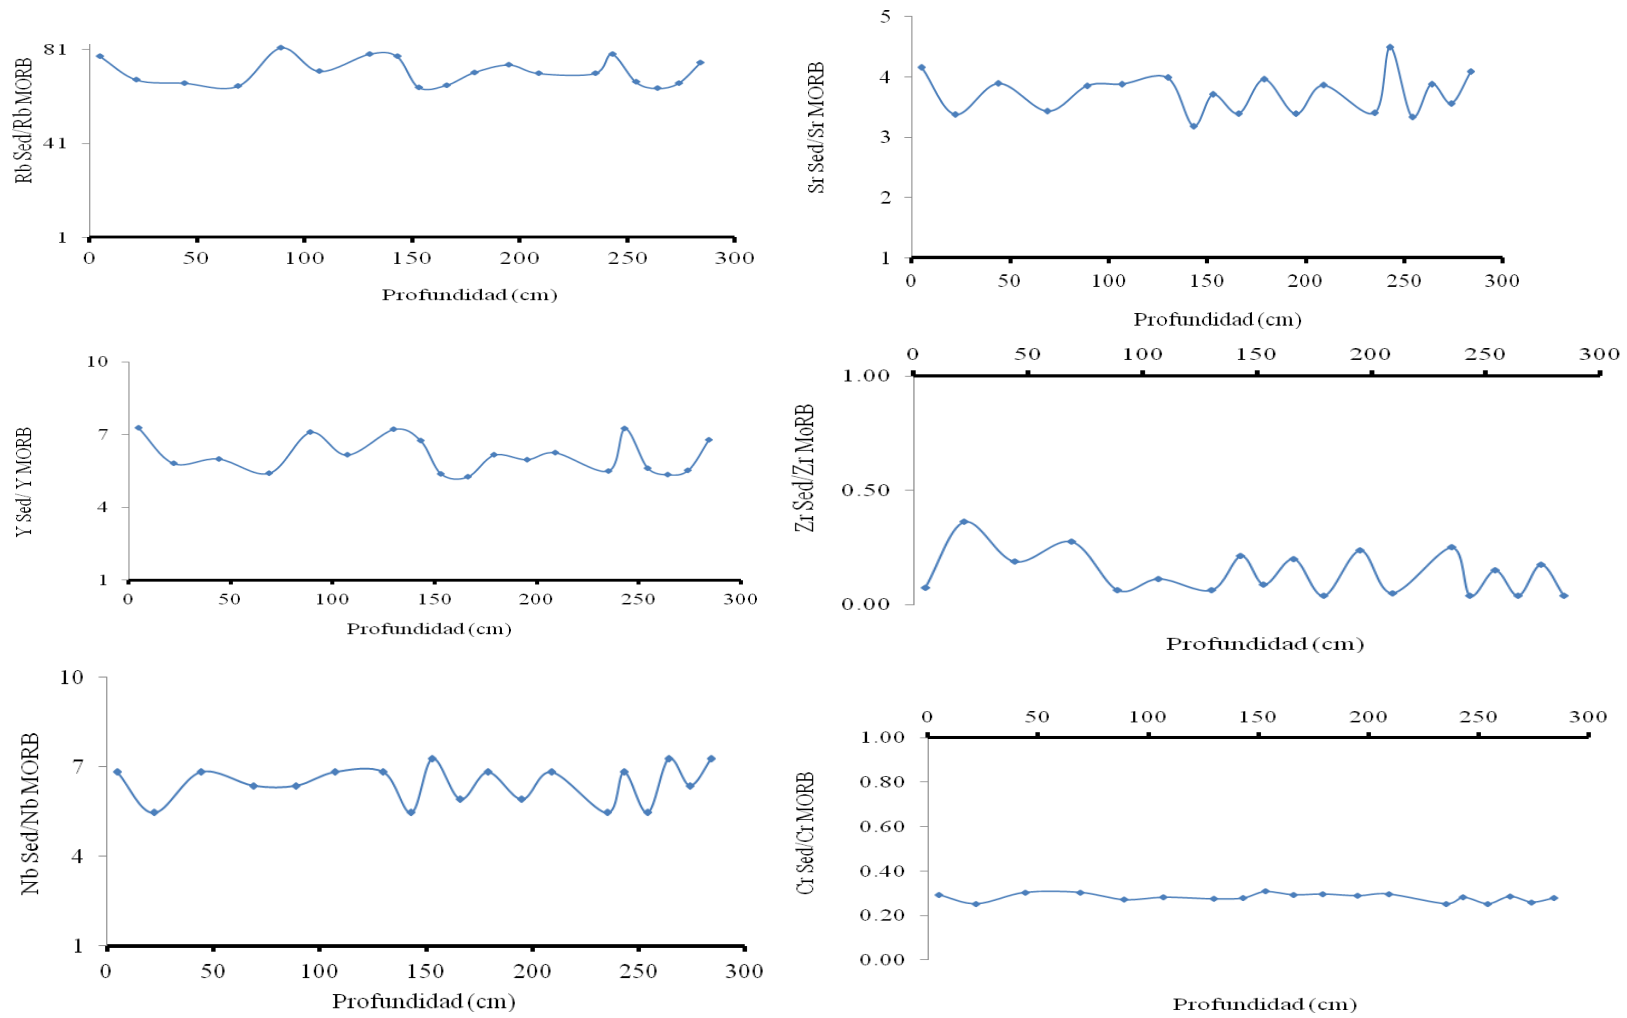 Rb Sed/Rb MORB
81
41
1
0 50 100 150 200 250 300
Profundidad (cm)
Sr Sed/Sr MORB
5
4
3
2
1
0 50 100 150 200 250 300
Profundidad (cm)
Y Sed/ Y MORB
10
7
4
1
0 50 100 150 200 250 300
Profundidad (cm)
Zr Sed/Zr MoRB
0 50 100 150 200 250 300
1.00
0.50
0.00
Profundidad (cm)
Nb Sed/Nb MORB
10
7
4
1
0 50 100 150 200 250 300
Profundidad (cm)
Cr Sed/Cr MORB
0 50 100 150 200 250 300
1.00
0.80
0.60
0.40
0.20
0.00
Profundidad (cm)